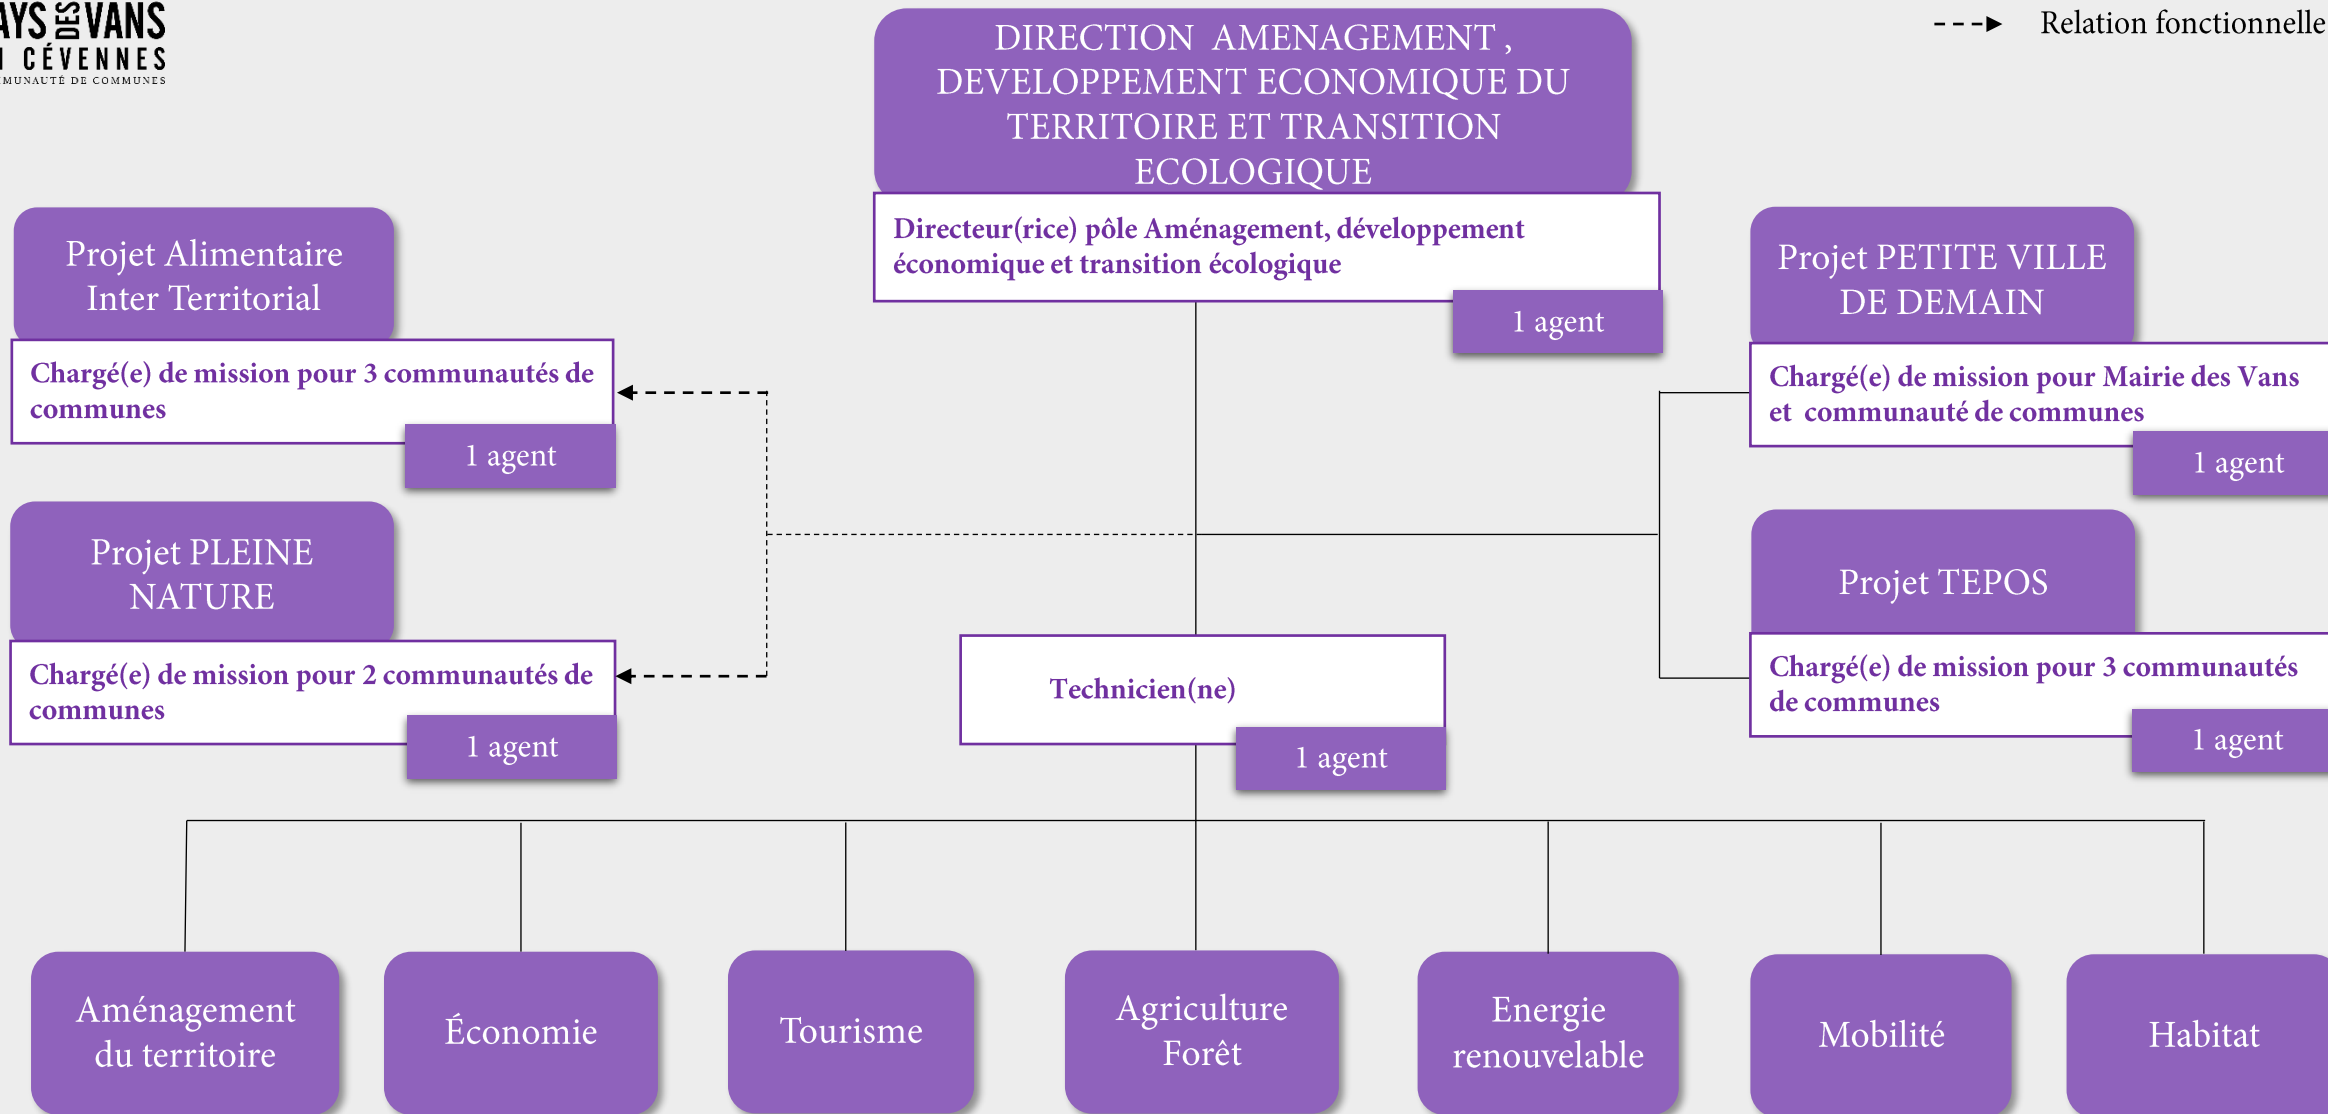 DES VANS
CÉVENNES
DE COMMUNES
Relation fonctionnelle
DIRECTION AMENAGEMENT ,
DEVELOPPEMENT ECONOMIQUE DU
TERRITOIRE ET TRANSITION
ECOLOGIQUE
Directeur(rice) pôle Aménagement, développement
économique et transition écologique
1 agent
Projet Alimentaire
Inter Territorial
Chargé(e) de mission pour 3 communautés de
communes
1 agent
Projet PETITE VILLE
DE DEMAIN
Chargé(e) de mission pour Mairie des Vans
et communauté de communes
1 agent
Projet PLEINE
NATURE
Chargé(e) de mission pour 2 communautés de
communes
1 agent
Technicien(ne)
1 agent
Projet TEPOS
Chargé(e) de mission pour 3 communautés
de communes
1 agent
Aménagement
du territoire
Économie
Tourisme
Agriculture
Forêt
Energie
renouvelable
Mobilité
Habitat